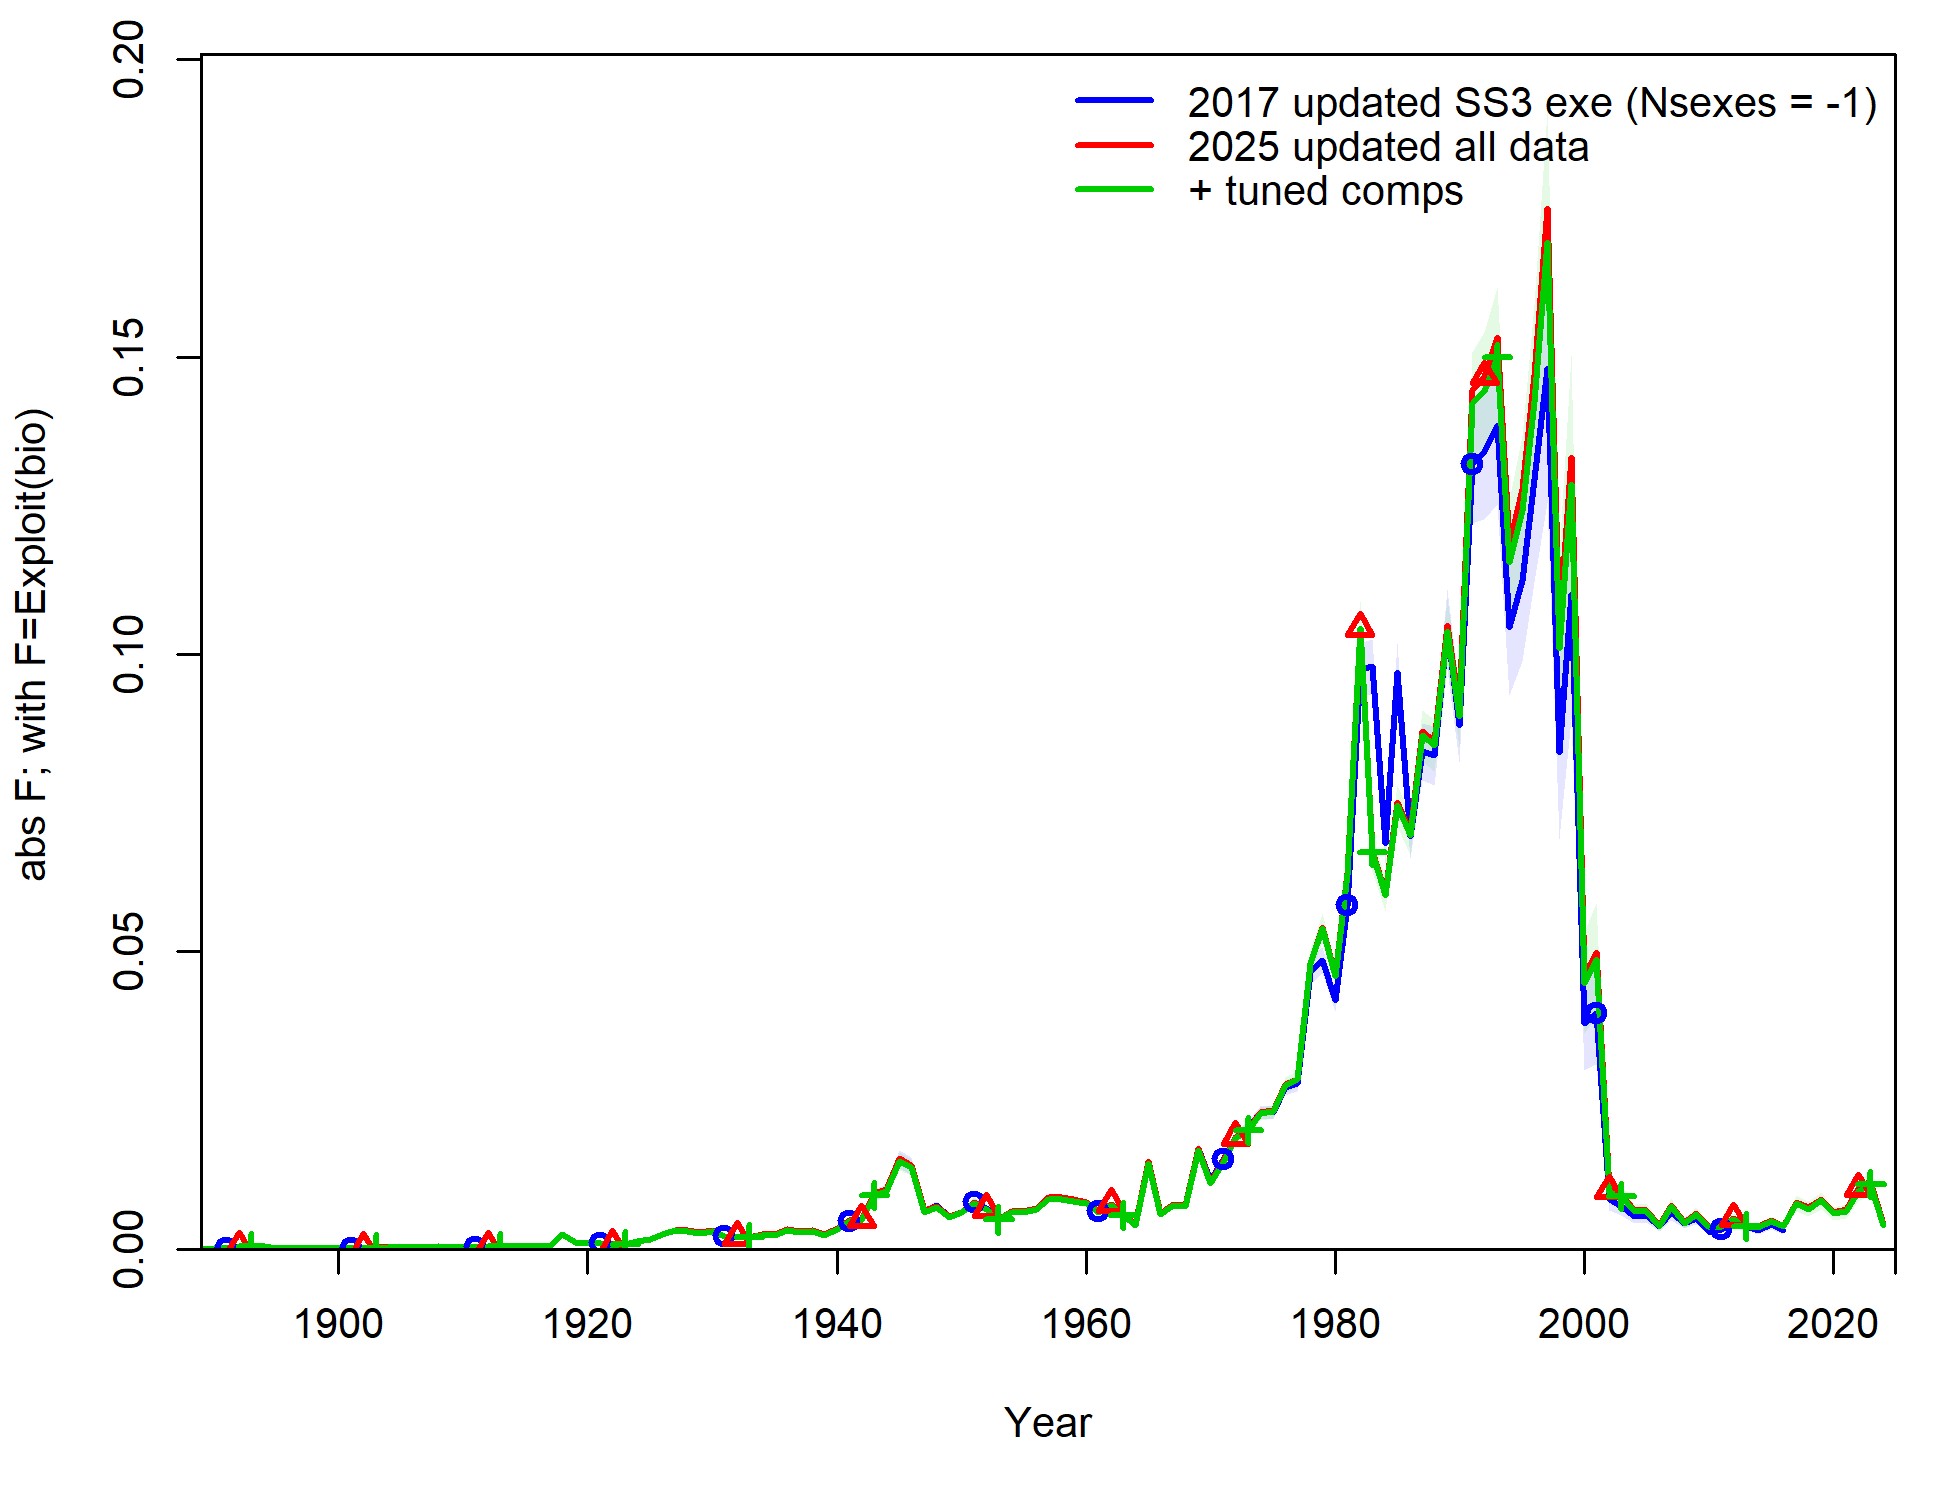 2017 updated SS3 exe (Nsexes = -1)
2025 updated all data
+ tuned comps
abs F; with F=Exploit(bio)
0.20
0.15
0.10
0.05
0.00
1900 1920 1940 1960 1980 2000 2020
Year